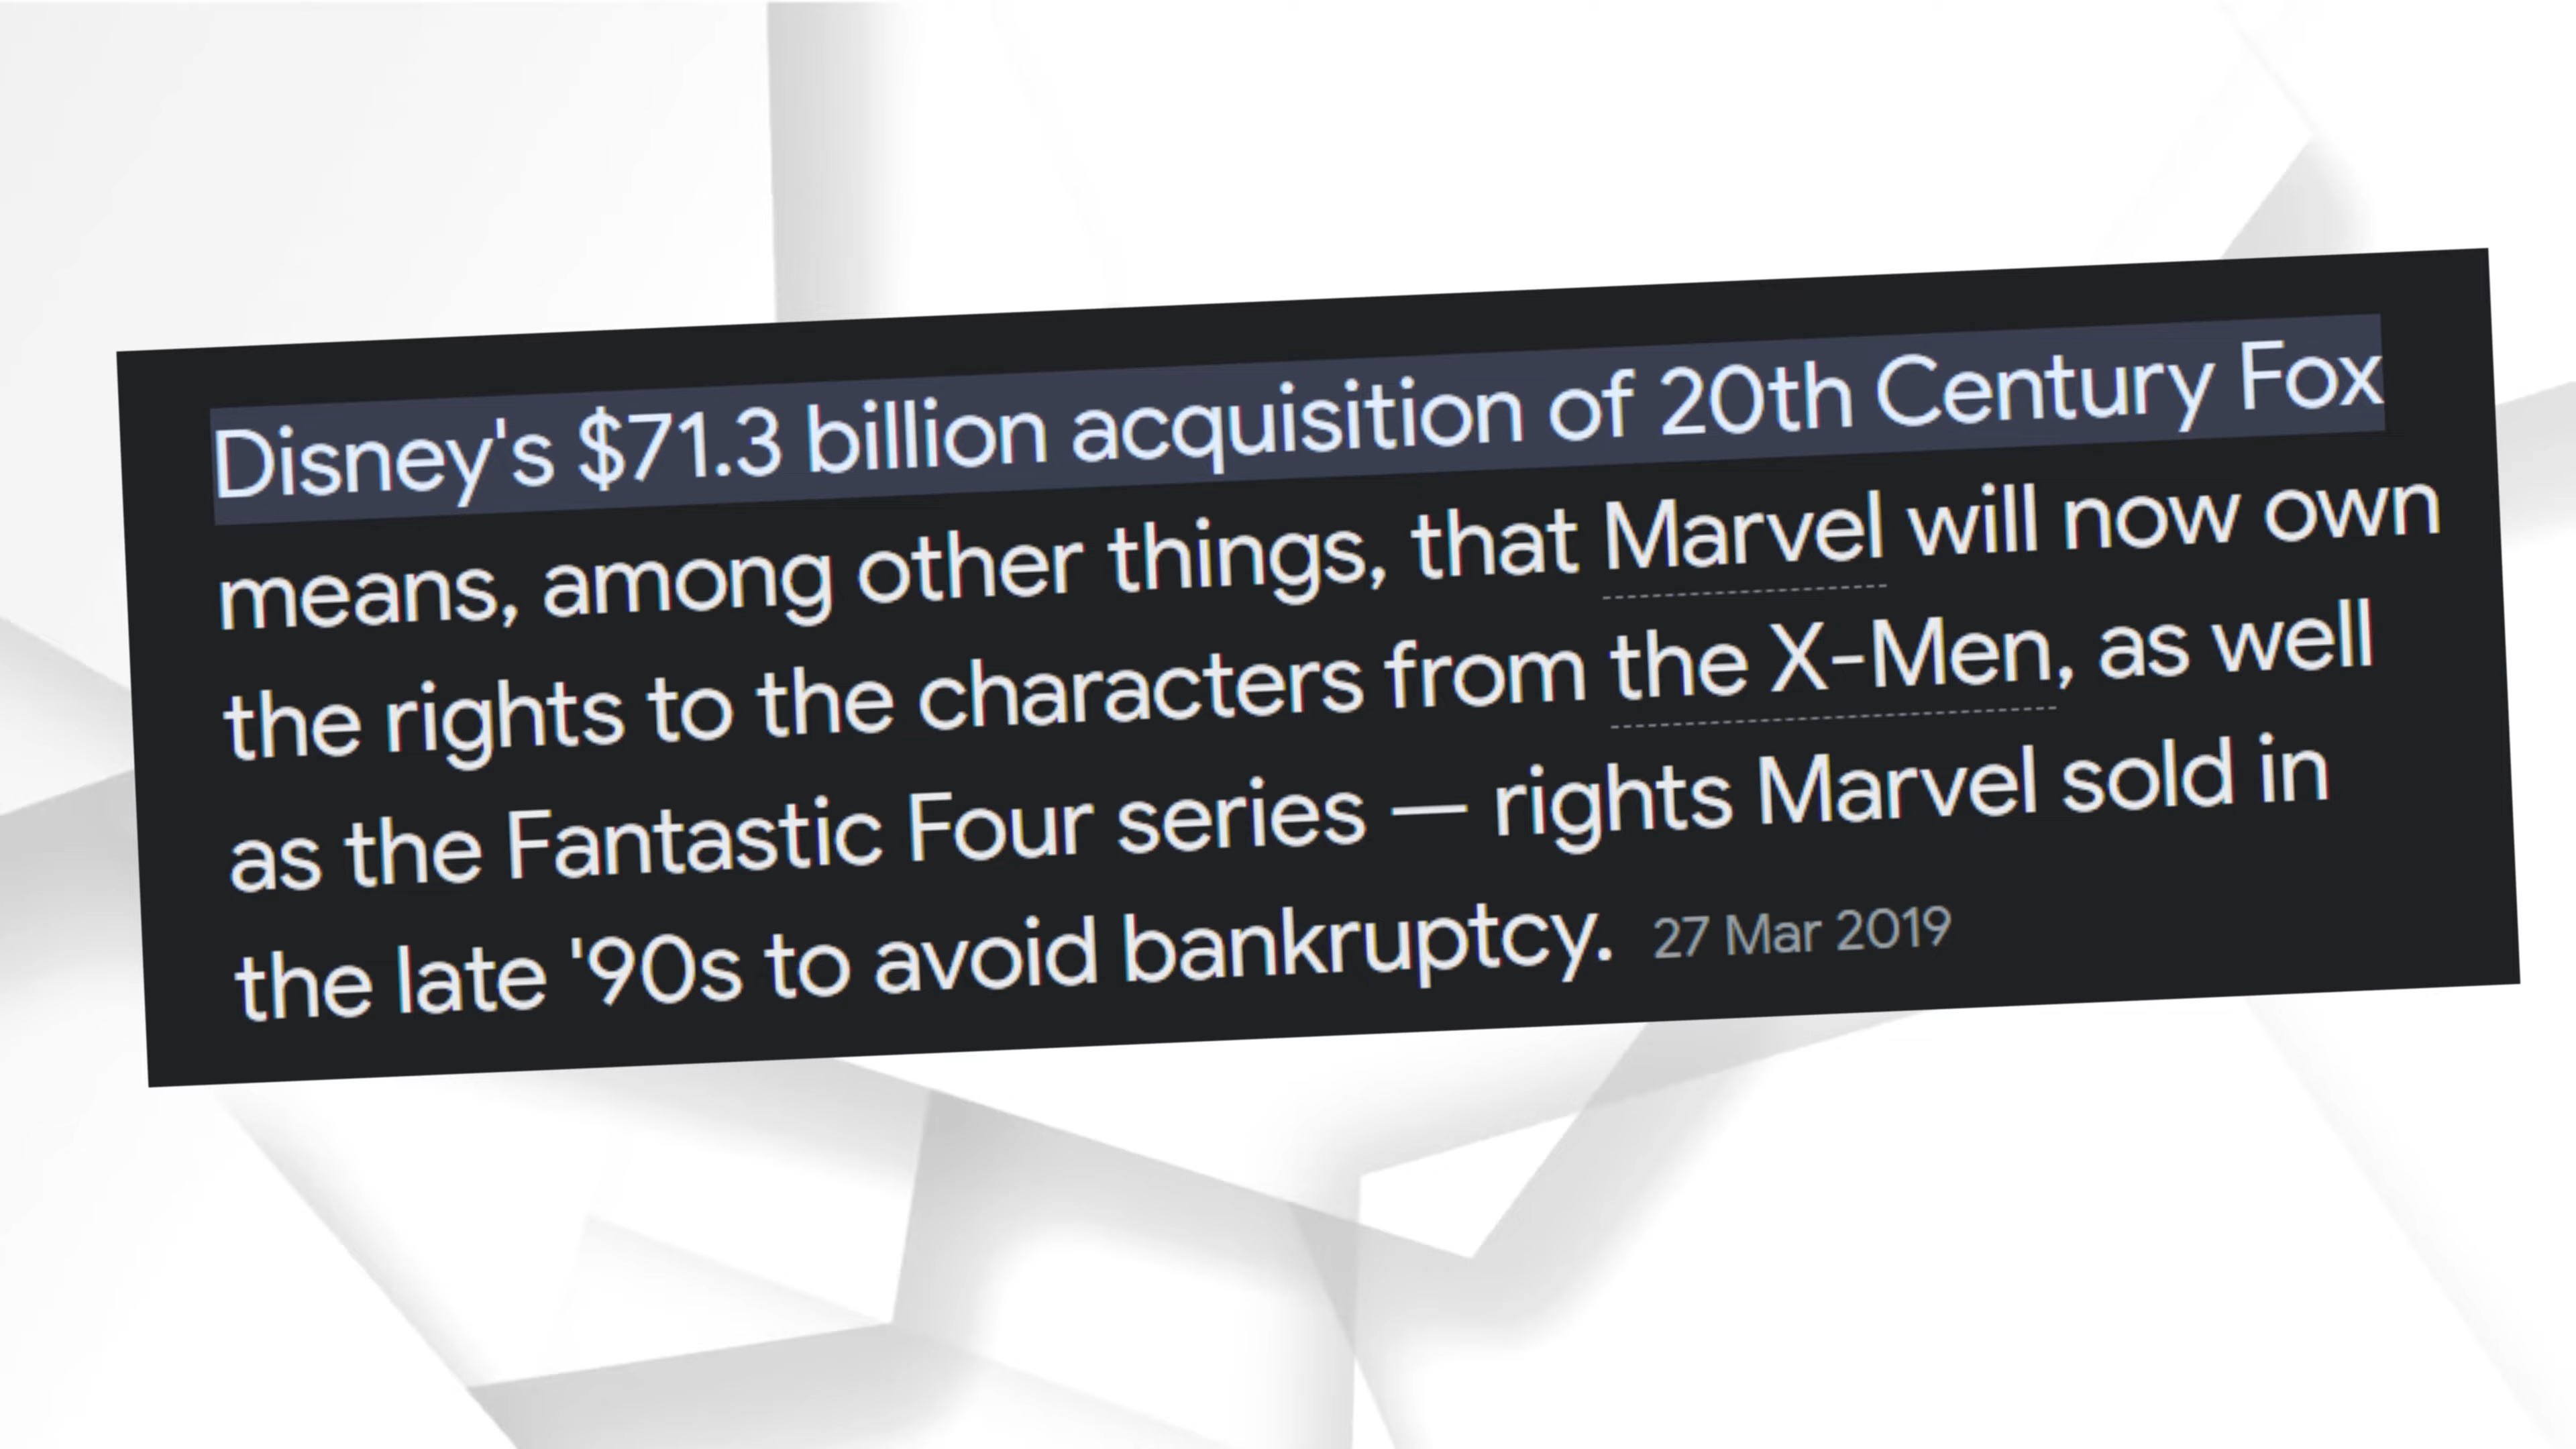 Disney's $71.3 billion acquisition of 20th Century Fox
means, among other things, that Marvel will now own
the rights to the characters from the X-Men, as well
as the Fantastic Four series — rights Marvel sold in
the late '90s to avoid bankruptcy. 27 Mar 2019